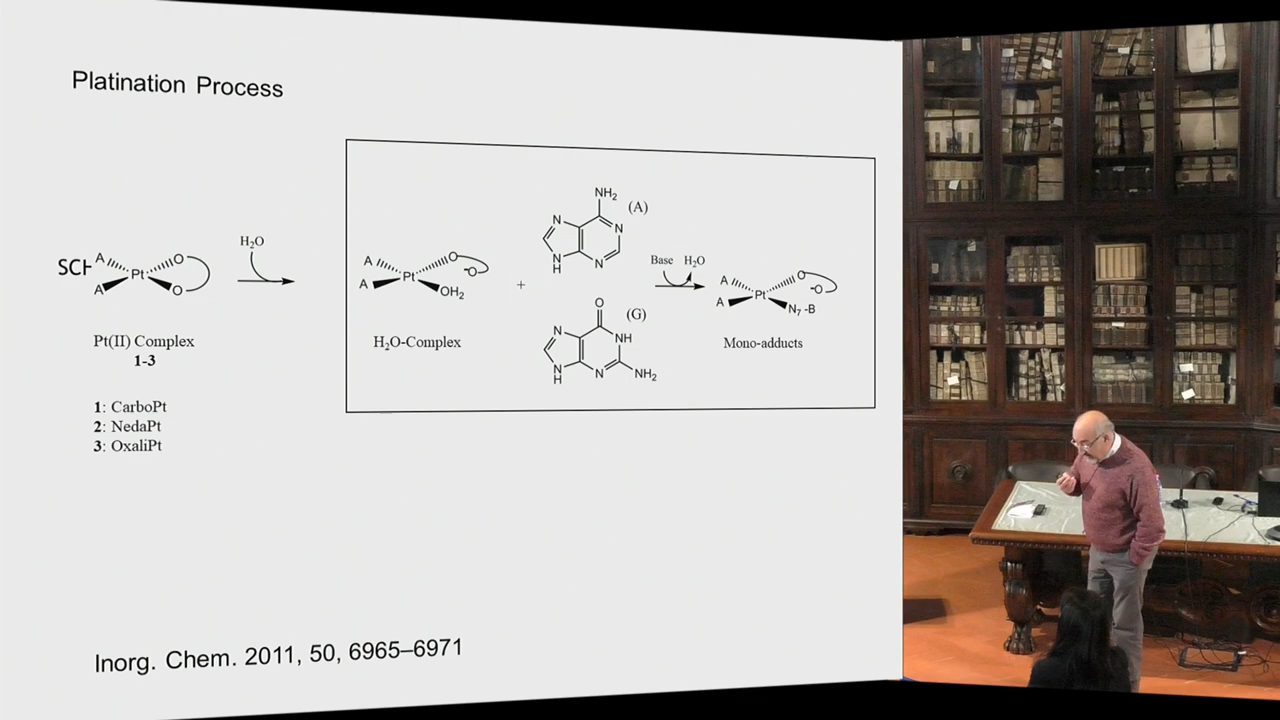 Platination Process
H₂O
SCH
A
A
Pt
O
O
Pt(II) Complex
1-3
1: CarboPt
2: NedaPt
3: OxaliPt
A
A
Pt
O
-O
OH₂
H₂O-Complex
+
NH₂
(A)
N
N
N
H
N
O
(G)
N
NH
N
H
N
NH₂
Base H₂O
A
A
Pt
O
-O
N₇-B
Mono-adducts
Inorg. Chem. 2011, 50, 6965–6971